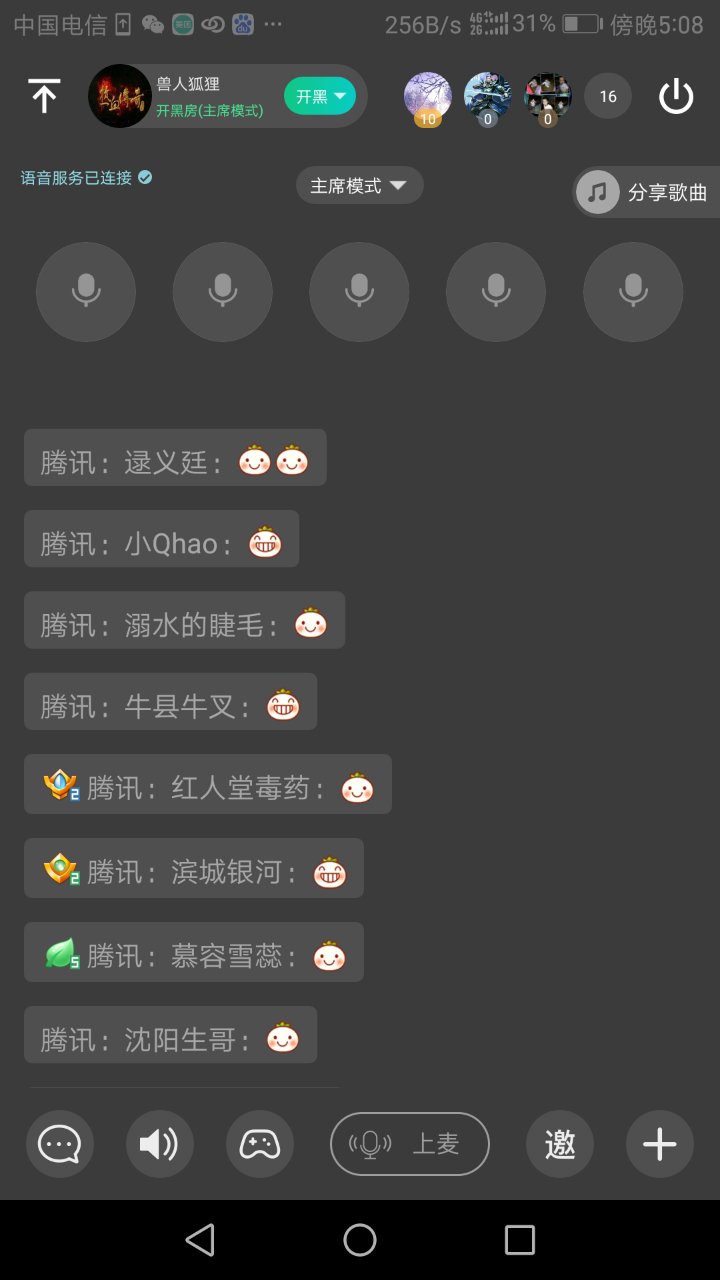 中国电信 256B/s 4G 2G 31% 傍晚5:08
兽人狐狸
开黑房(主席模式)
开黑
10
0
0
16
语音服务已连接
主席模式
分享歌曲
腾讯：逯义廷：
腾讯：小Qhao：
腾讯：溺水的睫毛：
腾讯：牛县牛叉：
2 腾讯：红人堂毒药：
2 腾讯：滨城银河：
5 腾讯：慕容雪蕊：
腾讯：沈阳生哥：
上麦
邀